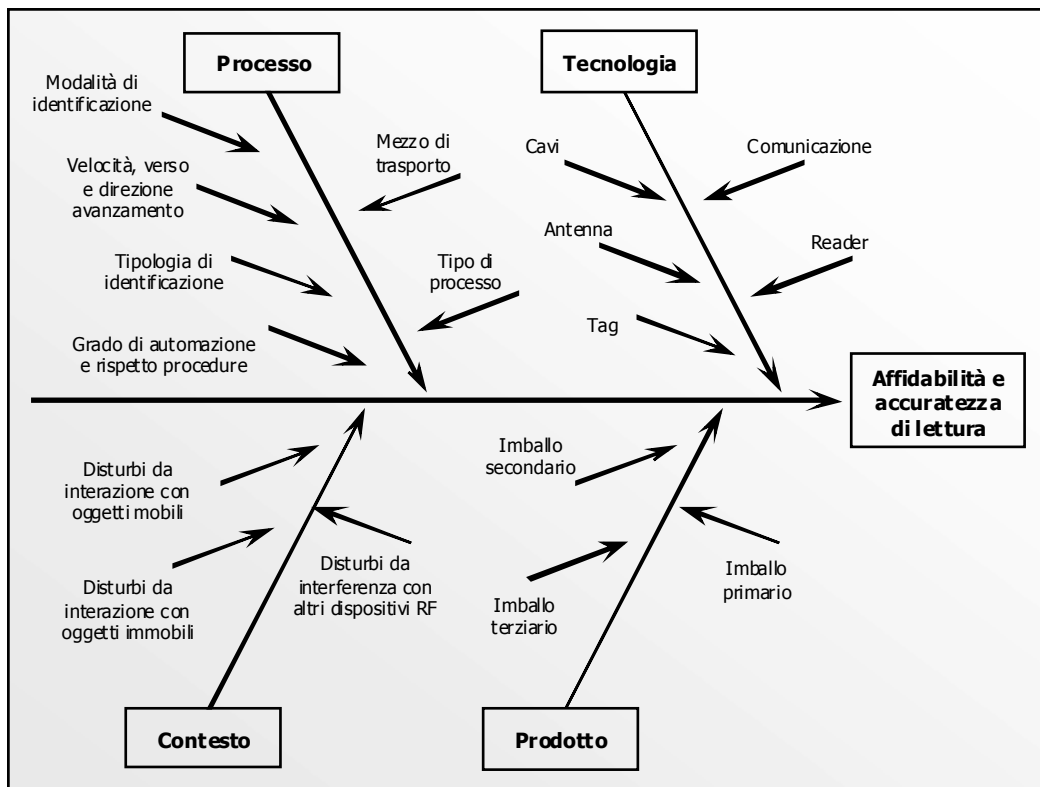 Processo
Modalità di
identificazione
Velocità, verso
e direzione
avanzamento
Tipologia di
identificazione
Grado di automazione
e rispetto procedure
Mezzo di
trasporto
Tipo di
processo
Tecnologia
Cavi
Antenna
Tag
Comunicazione
Reader
Affidabilità e
accuratezza
di lettura
Disturbi da
interazione con
oggetti mobili
Disturbi da
interazione con
oggetti immobili
Disturbi da
interferenza con
altri dispositivi RF
Contesto
Imballo
secondario
Imballo
terziario
Imballo
primario
Prodotto